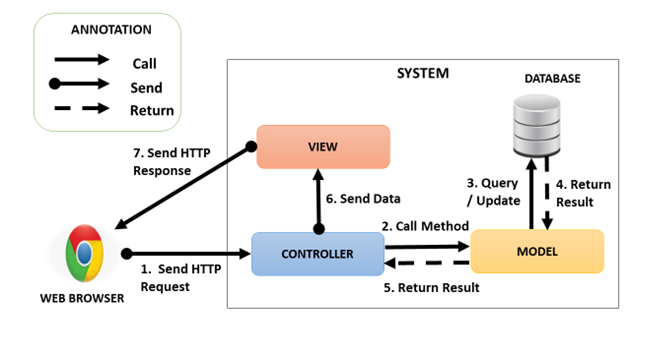 ANNOTATION
Call
Send
Return
SYSTEM
DATABASE
VIEW
7. Send HTTP
Response
3. Query
/ Update
4. Return
Result
6. Send Data
2. Call Method
CONTROLLER
MODEL
1. Send HTTP
Request
5. Return Result
WEB BROWSER